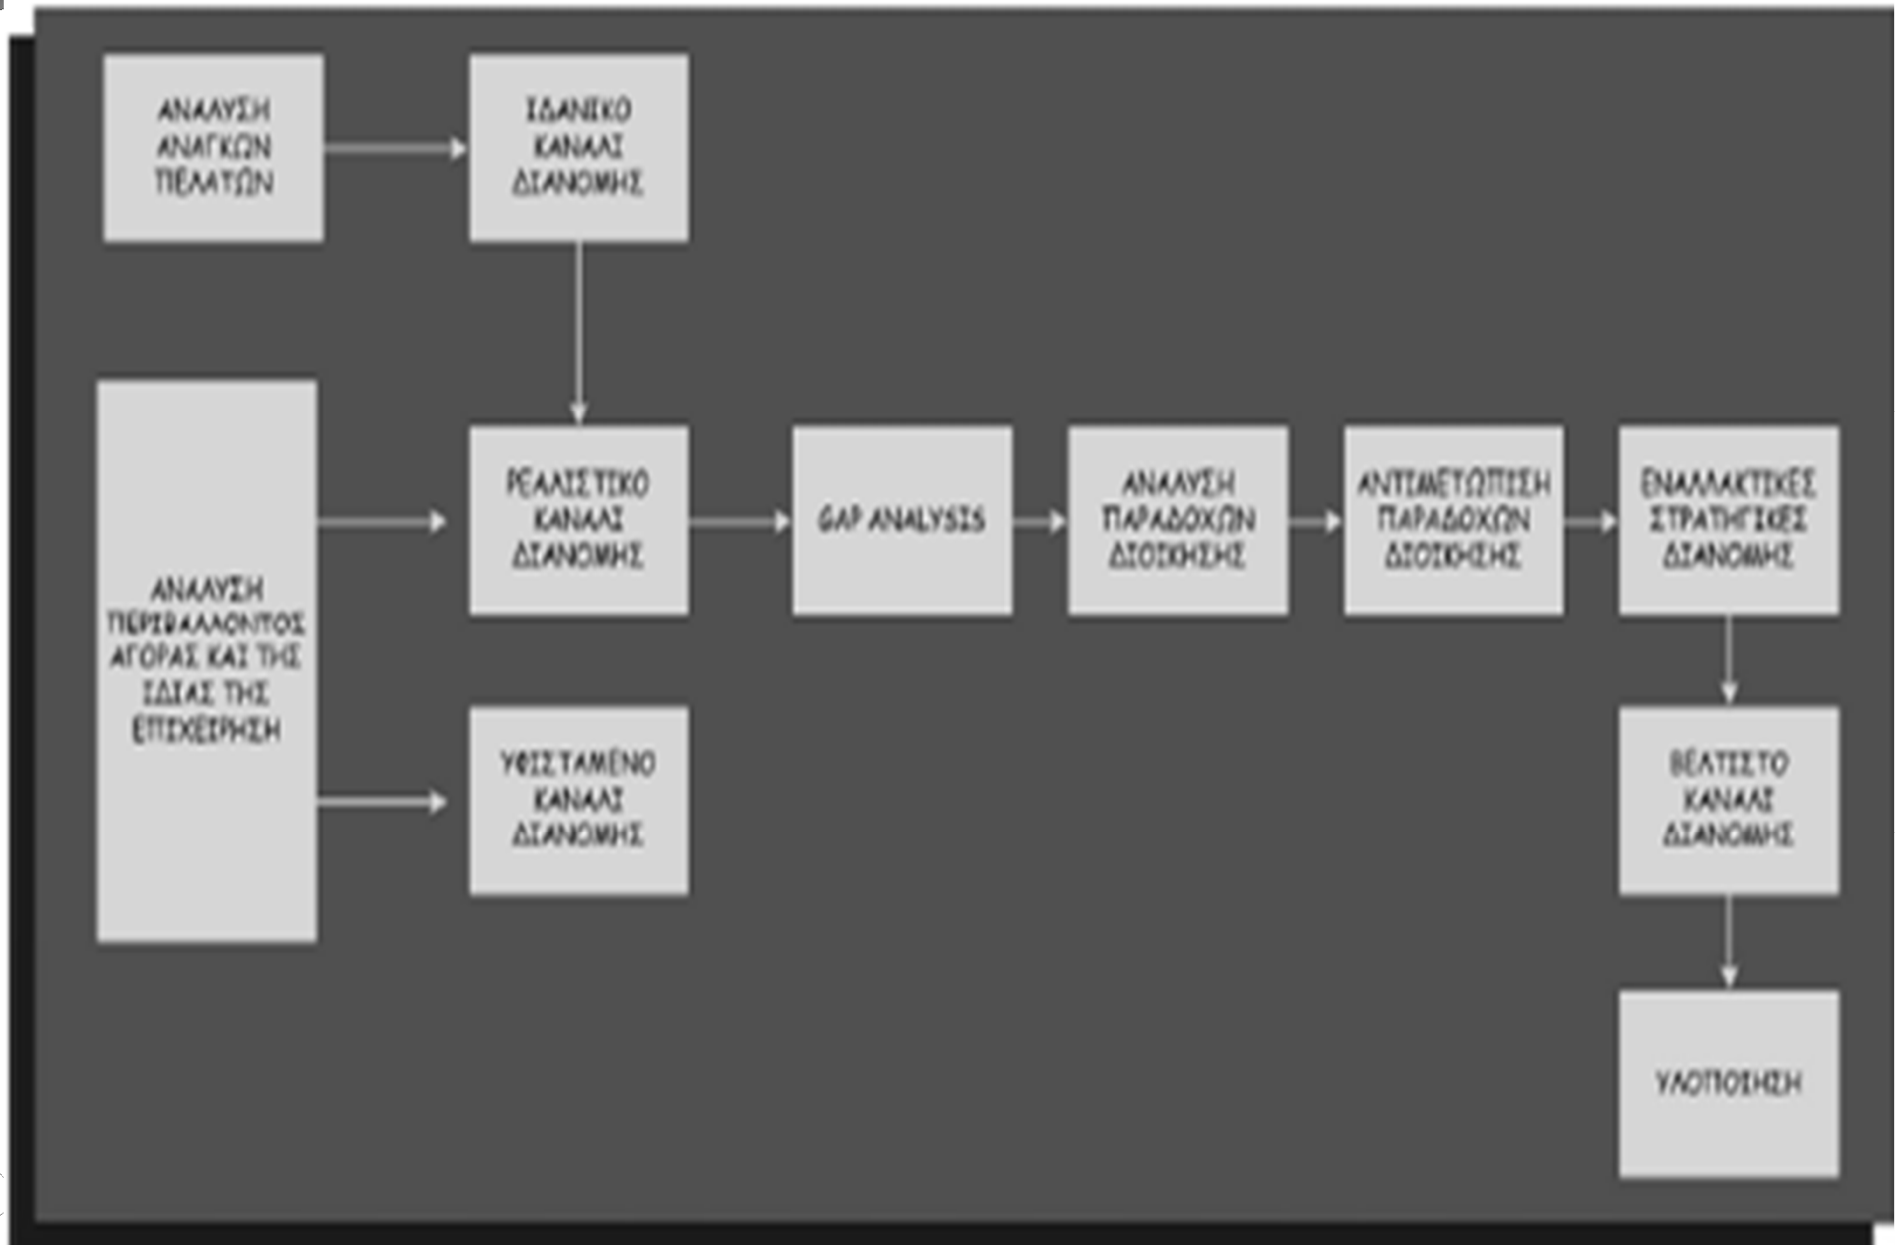 ΑΝΑΛΥΣΗ
ΑΝΑΓΚΩΝ
ΠΕΛΑΤΩΝ
ΙΔΑΝΙΚΟ
ΚΑΝΑΛΙ
ΔΙΑΝΟΜΗΣ
ΑΝΑΛΥΣΗ
ΠΕΡΙΒΑΛΛΟΝΤΟΣ
ΑΓΟΡΑΣ ΚΑΙ ΤΗΣ
ΙΔΙΑΣ ΤΗΣ
ΕΠΙΧΕΙΡΗΣΗ
ΡΕΑΛΙΣΤΙΚΟ
ΚΑΝΑΛΙ
ΔΙΑΝΟΜΗΣ
GAP ANALYSIS
ΑΝΑΛΥΣΗ
ΠΑΡΑΔΟΧΩΝ
ΔΙΟΙΚΗΣΗΣ
ΑΝΤΙΜΕΤΩΠΙΣΗ
ΠΑΡΑΔΟΧΩΝ
ΔΙΟΙΚΗΣΗΣ
ΕΝΑΛΛΑΚΤΙΚΕΣ
ΣΤΡΑΤΗΓΙΚΕΣ
ΔΙΑΝΟΜΗΣ
ΥΦΙΣΤΑΜΕΝΟ
ΚΑΝΑΛΙ
ΔΙΑΝΟΜΗΣ
ΒΕΛΤΙΣΤΟ
ΚΑΝΑΛΙ
ΔΙΑΝΟΜΗΣ
ΥΛΟΠΟΙΗΣΗ